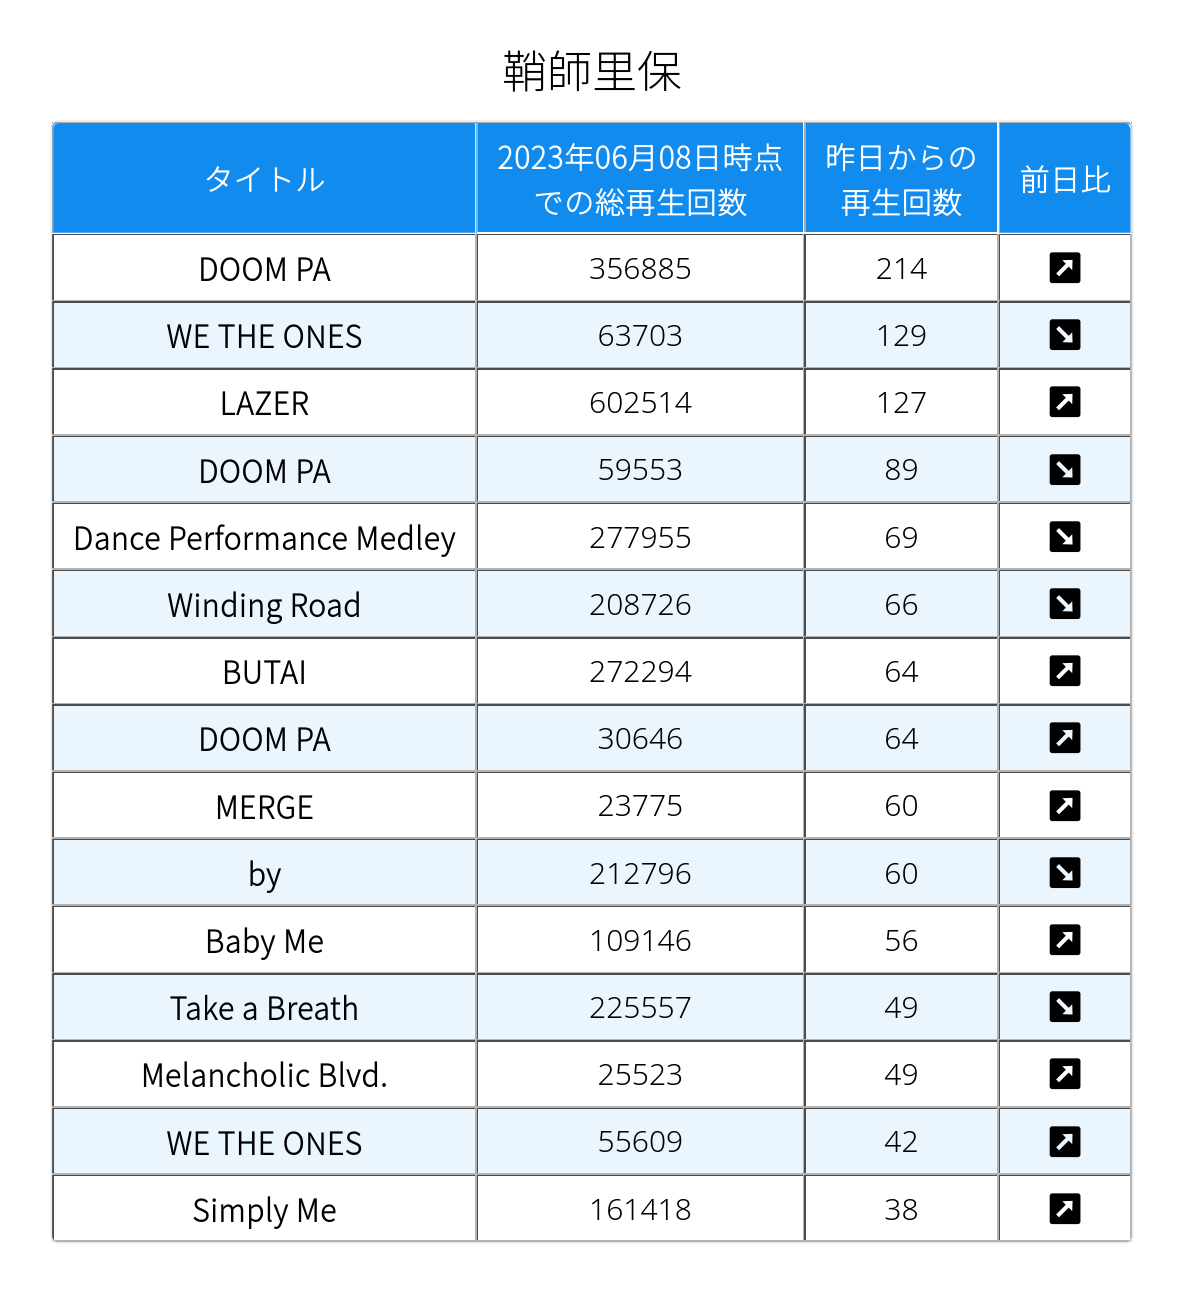 鞘師里保
タイトル 2023年06月08日時点での総再生回数 昨日からの再生回数 前日比
DOOM PA 356885 214 ↗
WE THE ONES 63703 129 ↘
LAZER 602514 127 ↗
DOOM PA 59553 89 ↘
Dance Performance Medley 277955 69 ↘
Winding Road 208726 66 ↘
BUTAI 272294 64 ↗
DOOM PA 30646 64 ↗
MERGE 23775 60 ↗
by 212796 60 ↘
Baby Me 109146 56 ↗
Take a Breath 225557 49 ↘
Melancholic Blvd. 25523 49 ↗
WE THE ONES 55609 42 ↗
Simply Me 161418 38 ↗